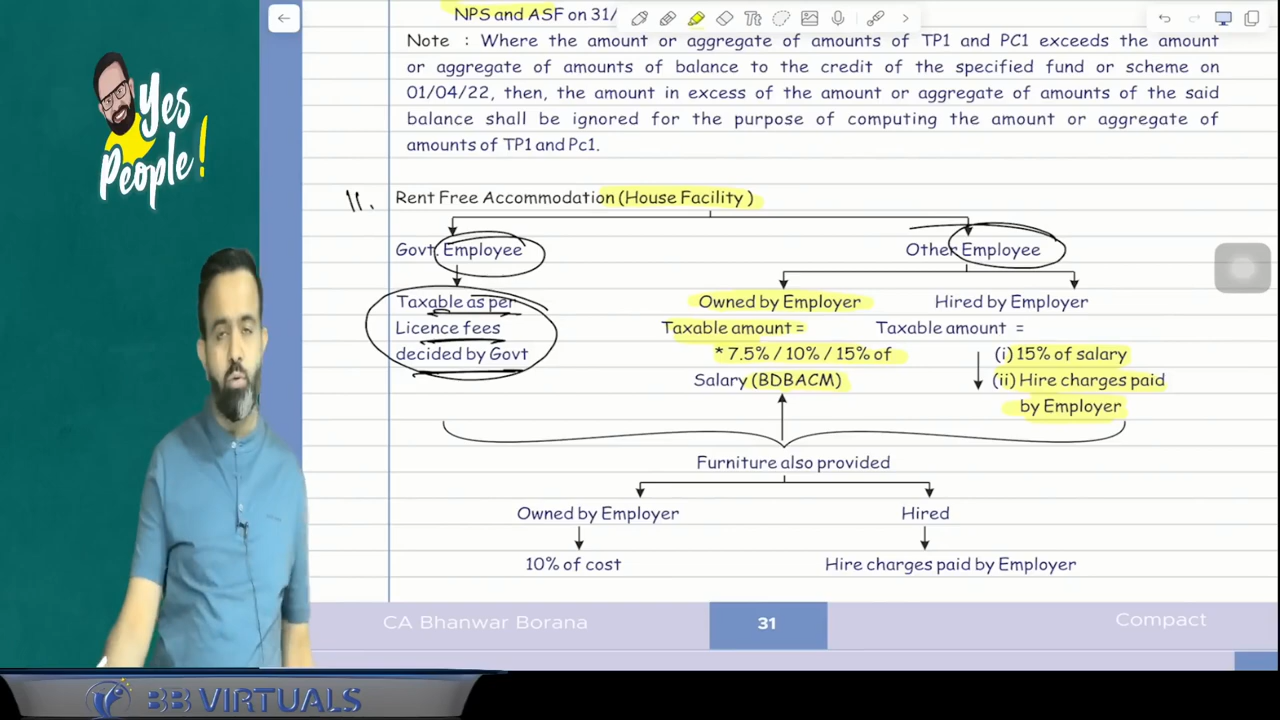 Yes
People!
NPS and ASF on 31/
Note : Where the amount or aggregate of amounts of TP1 and PC1 exceeds the amount
or aggregate of amounts of balance to the credit of the specified fund or scheme on
01/04/22, then, the amount in excess of the amount or aggregate of amounts of the said
balance shall be ignored for the purpose of computing the amount or aggregate of
amounts of TP1 and Pc1.
11. Rent Free Accommodation (House Facility )
Govt. Employee
Other Employee
Taxable as per
Licence fees
decided by Govt
Owned by Employer
Taxable amount =
* 7.5% / 10% / 15% of
Salary (BDBACM)
Hired by Employer
Taxable amount =
(i) 15% of salary
(ii) Hire charges paid
by Employer
Furniture also provided
Owned by Employer
Hired
10% of cost
Hire charges paid by Employer
CA Bhanwar Borana
31
Compact
BB VIRTUALS